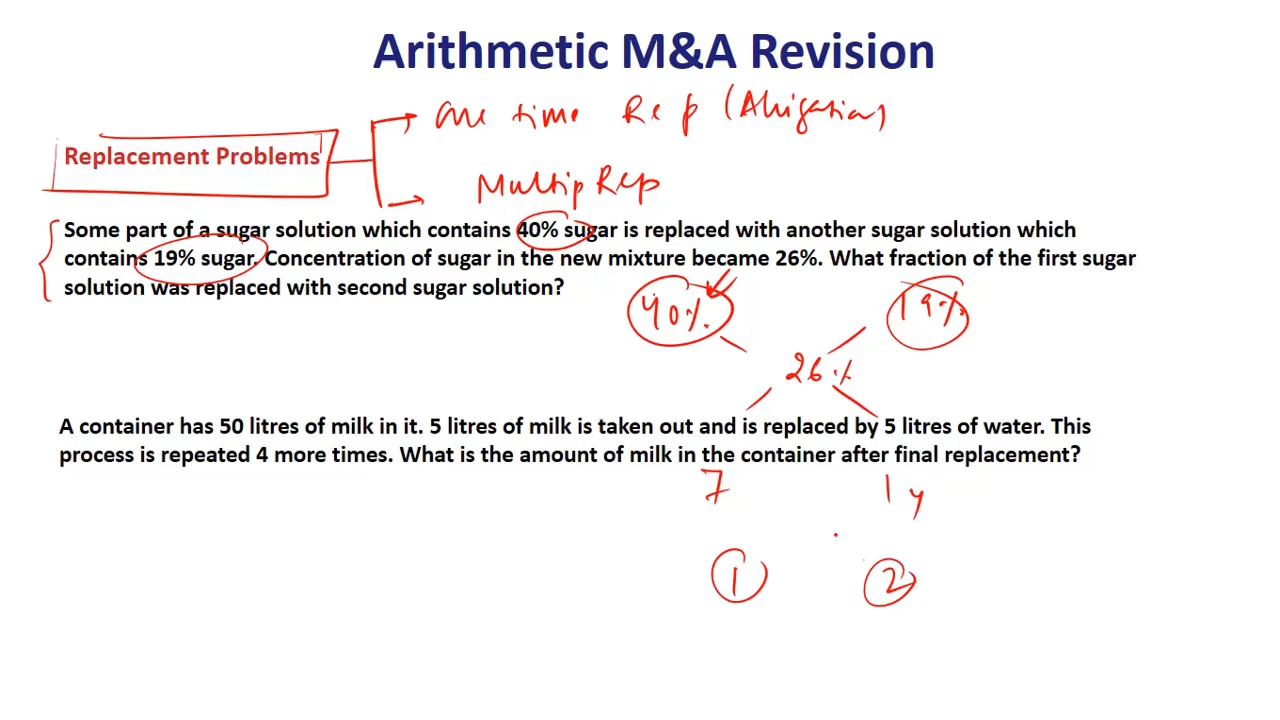 Arithmetic M&A Revision
One time Rep (Alligation)
Replacement Problems
Multip Rep
Some part of a sugar solution which contains 40% sugar is replaced with another sugar solution which
contains 19% sugar. Concentration of sugar in the new mixture became 26%. What fraction of the first sugar
solution was replaced with second sugar solution?
40% 19%
26%
A container has 50 litres of milk in it. 5 litres of milk is taken out and is replaced by 5 litres of water. This
process is repeated 4 more times. What is the amount of milk in the container after final replacement?
7 14
1 2